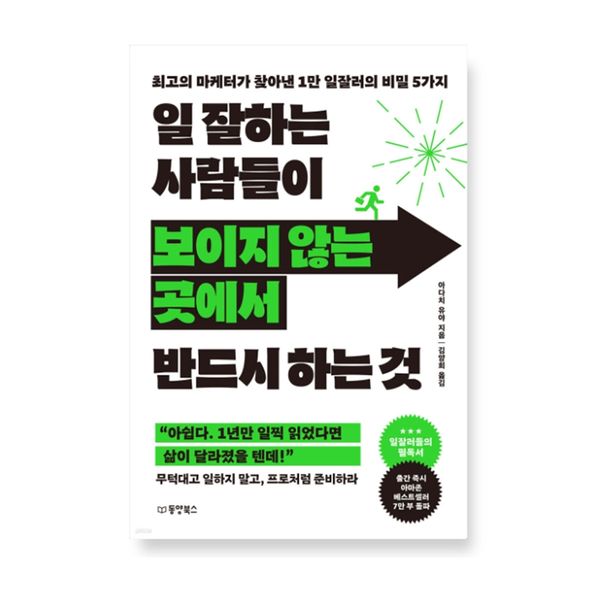 최고의 마케터가 찾아낸 1만 일잘러의 비밀 5가지
일 잘하는
사람들이
보이지 않는
곳에서
반드시 하는 것
아다치 유야 지음 | 김양희 옮김
“아쉽다. 1년만 일찍 읽었다면
삶이 달라졌을 텐데!”
무턱대고 일하지 말고, 프로처럼 준비하라
★★★
일잘러들의
필독서
출간 즉시
아마존
베스트셀러
7만 부 돌파
동양북스